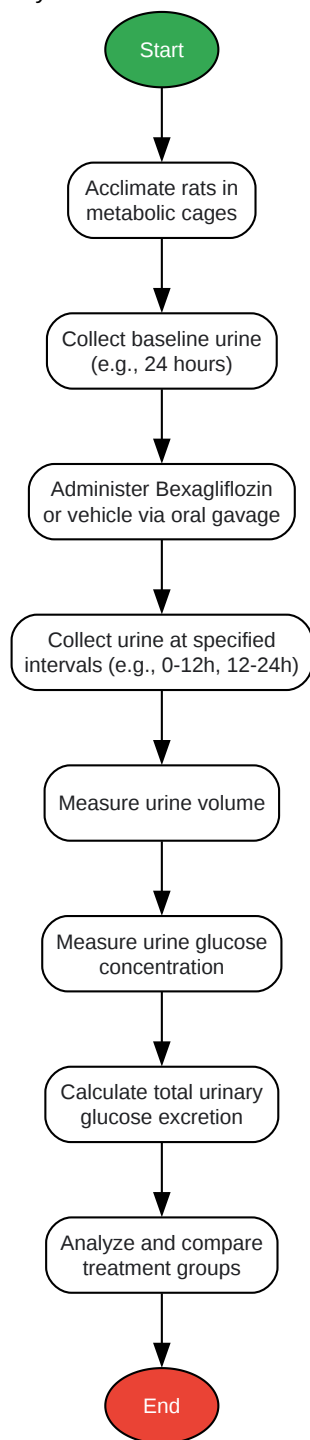 Start
Acclimate rats in
metabolic cages
Collect baseline urine
(e.g., 24 hours)
Administer Bexagliflozin
or vehicle via oral gavage
Collect urine at specified
intervals (e.g., 0-12h, 12-24h)
Measure urine volume
Measure urine glucose
concentration
Calculate total urinary
glucose excretion
Analyze and compare
treatment groups
End